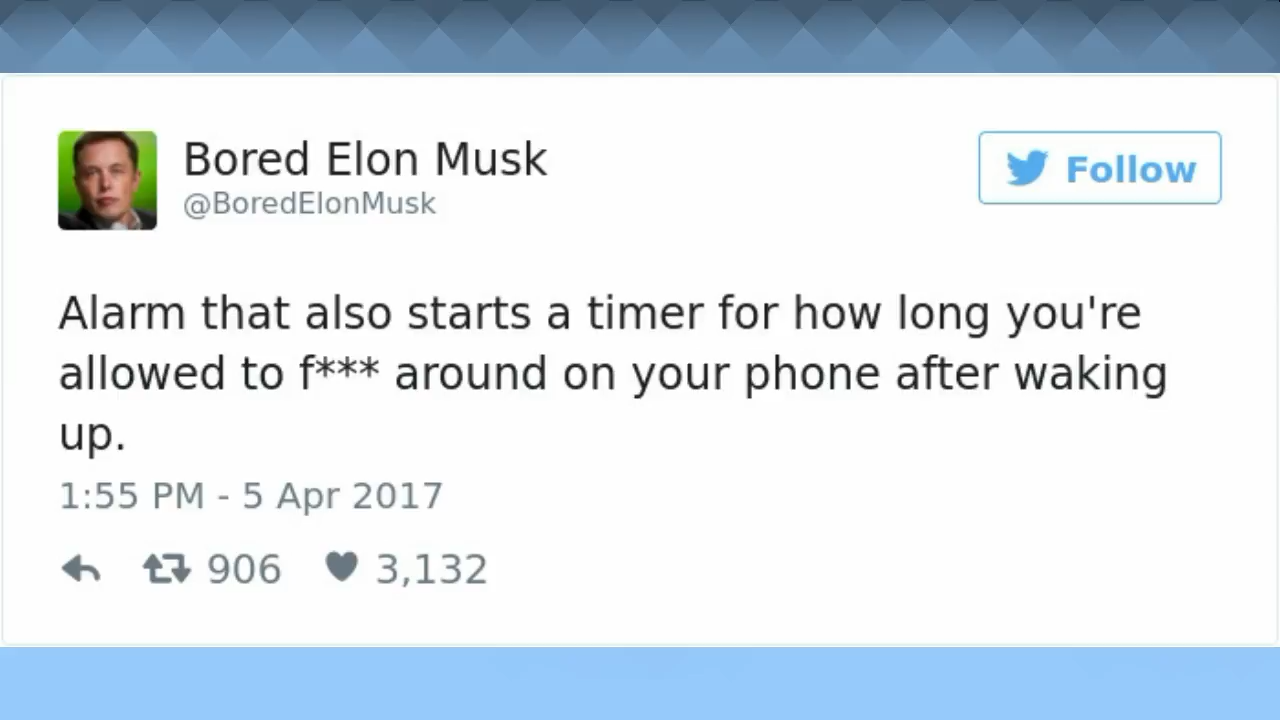 Bored Elon Musk
@BoredElonMusk
Follow
Alarm that also starts a timer for how long you're
allowed to f*** around on your phone after waking
up.
1:55 PM - 5 Apr 2017
906 3,132